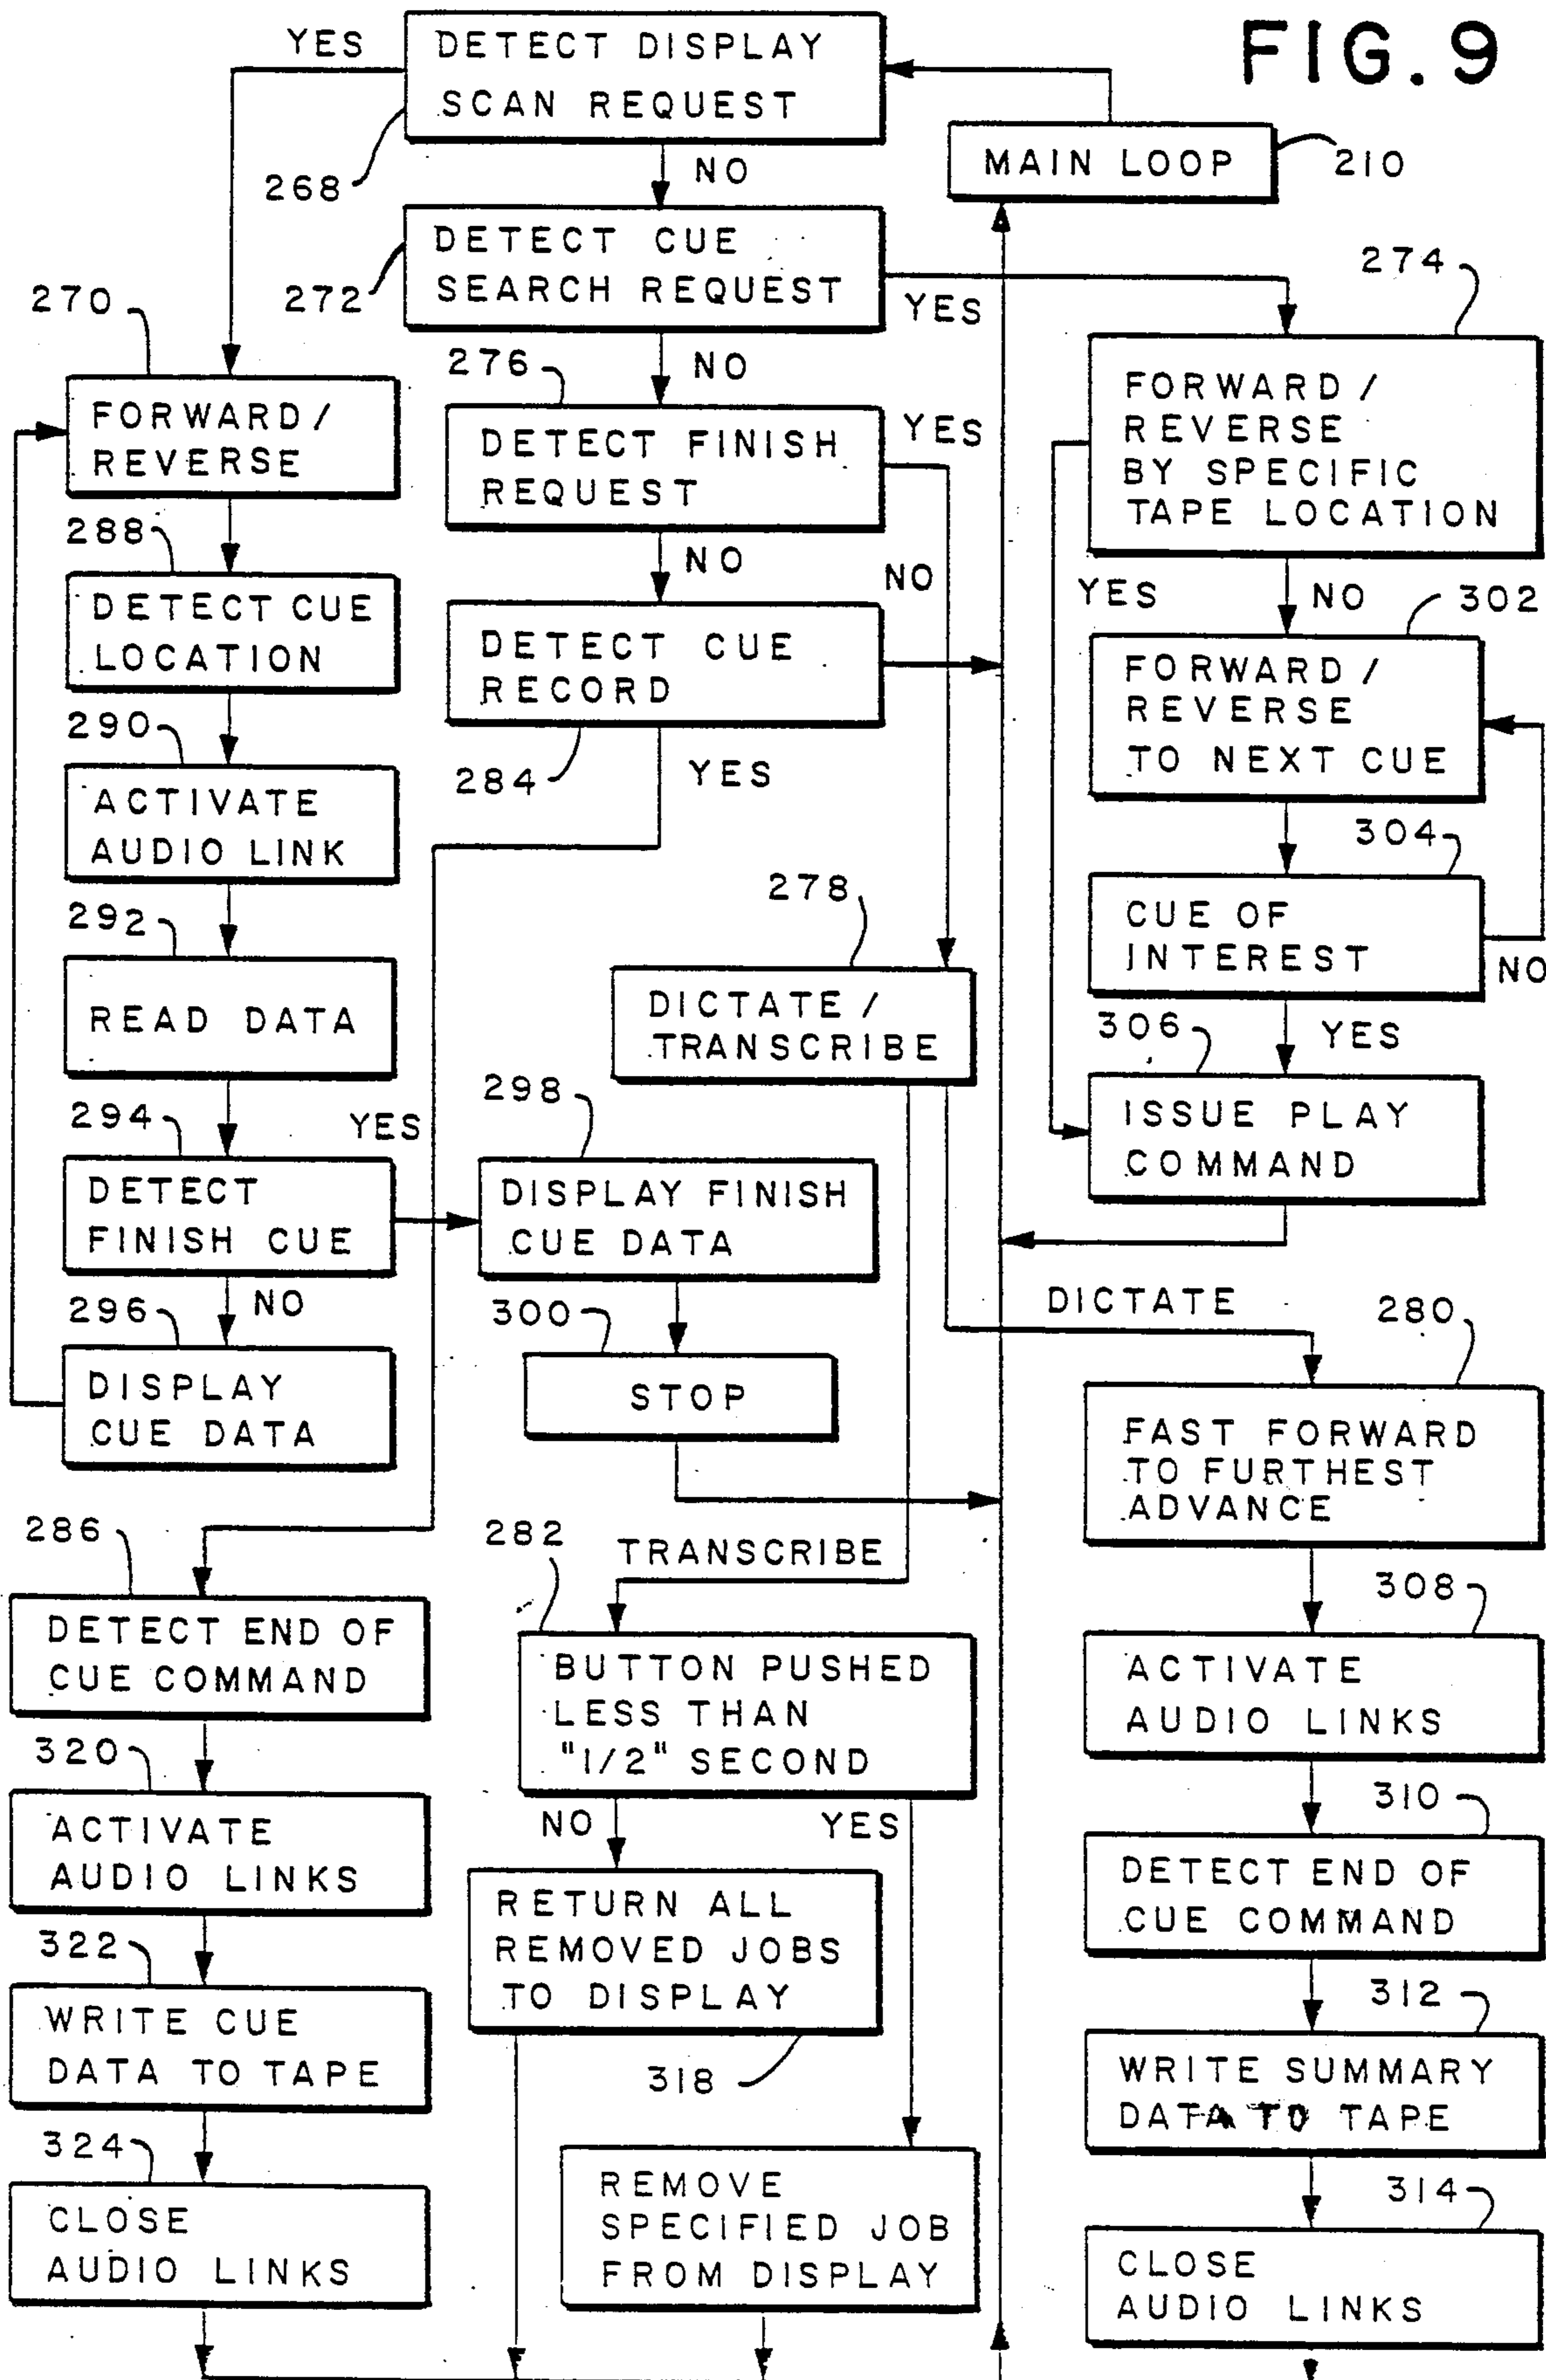 FIG. 9
YES
DETECT DISPLAY
SCAN REQUEST
268
NO
MAIN LOOP
210
DETECT CUE
SEARCH REQUEST
272
YES
274
270
NO
276
FORWARD/
REVERSE
DETECT FINISH
REQUEST
YES
FORWARD/
REVERSE
BY SPECIFIC
TAPE LOCATION
288
NO
NO
YES
NO
302
DETECT CUE
LOCATION
DETECT CUE
RECORD
284
YES
FORWARD/
REVERSE
TO NEXT CUE
290
ACTIVATE
AUDIO LINK
304
CUE OF
INTEREST
NO
292
READ DATA
278
DICTATE/
TRANSCRIBE
306
YES
ISSUE PLAY
COMMAND
294
YES
DETECT
FINISH CUE
298
DISPLAY FINISH
CUE DATA
296
NO
300
DICTATE
280
DISPLAY
CUE DATA
STOP
FAST FORWARD
TO FURTHEST
ADVANCE
286
282
TRANSCRIBE
308
DETECT END OF
CUE COMMAND
BUTTON PUSHED
LESS THAN
"1/2" SECOND
ACTIVATE
AUDIO LINKS
320
NO
YES
310
ACTIVATE
AUDIO LINKS
RETURN ALL
REMOVED JOBS
TO DISPLAY
318
DETECT END OF
CUE COMMAND
322
312
WRITE CUE
DATA TO TAPE
WRITE SUMMARY
DATA TO TAPE
324
314
CLOSE
AUDIO LINKS
REMOVE
SPECIFIED JOB
FROM DISPLAY
CLOSE
AUDIO LINKS